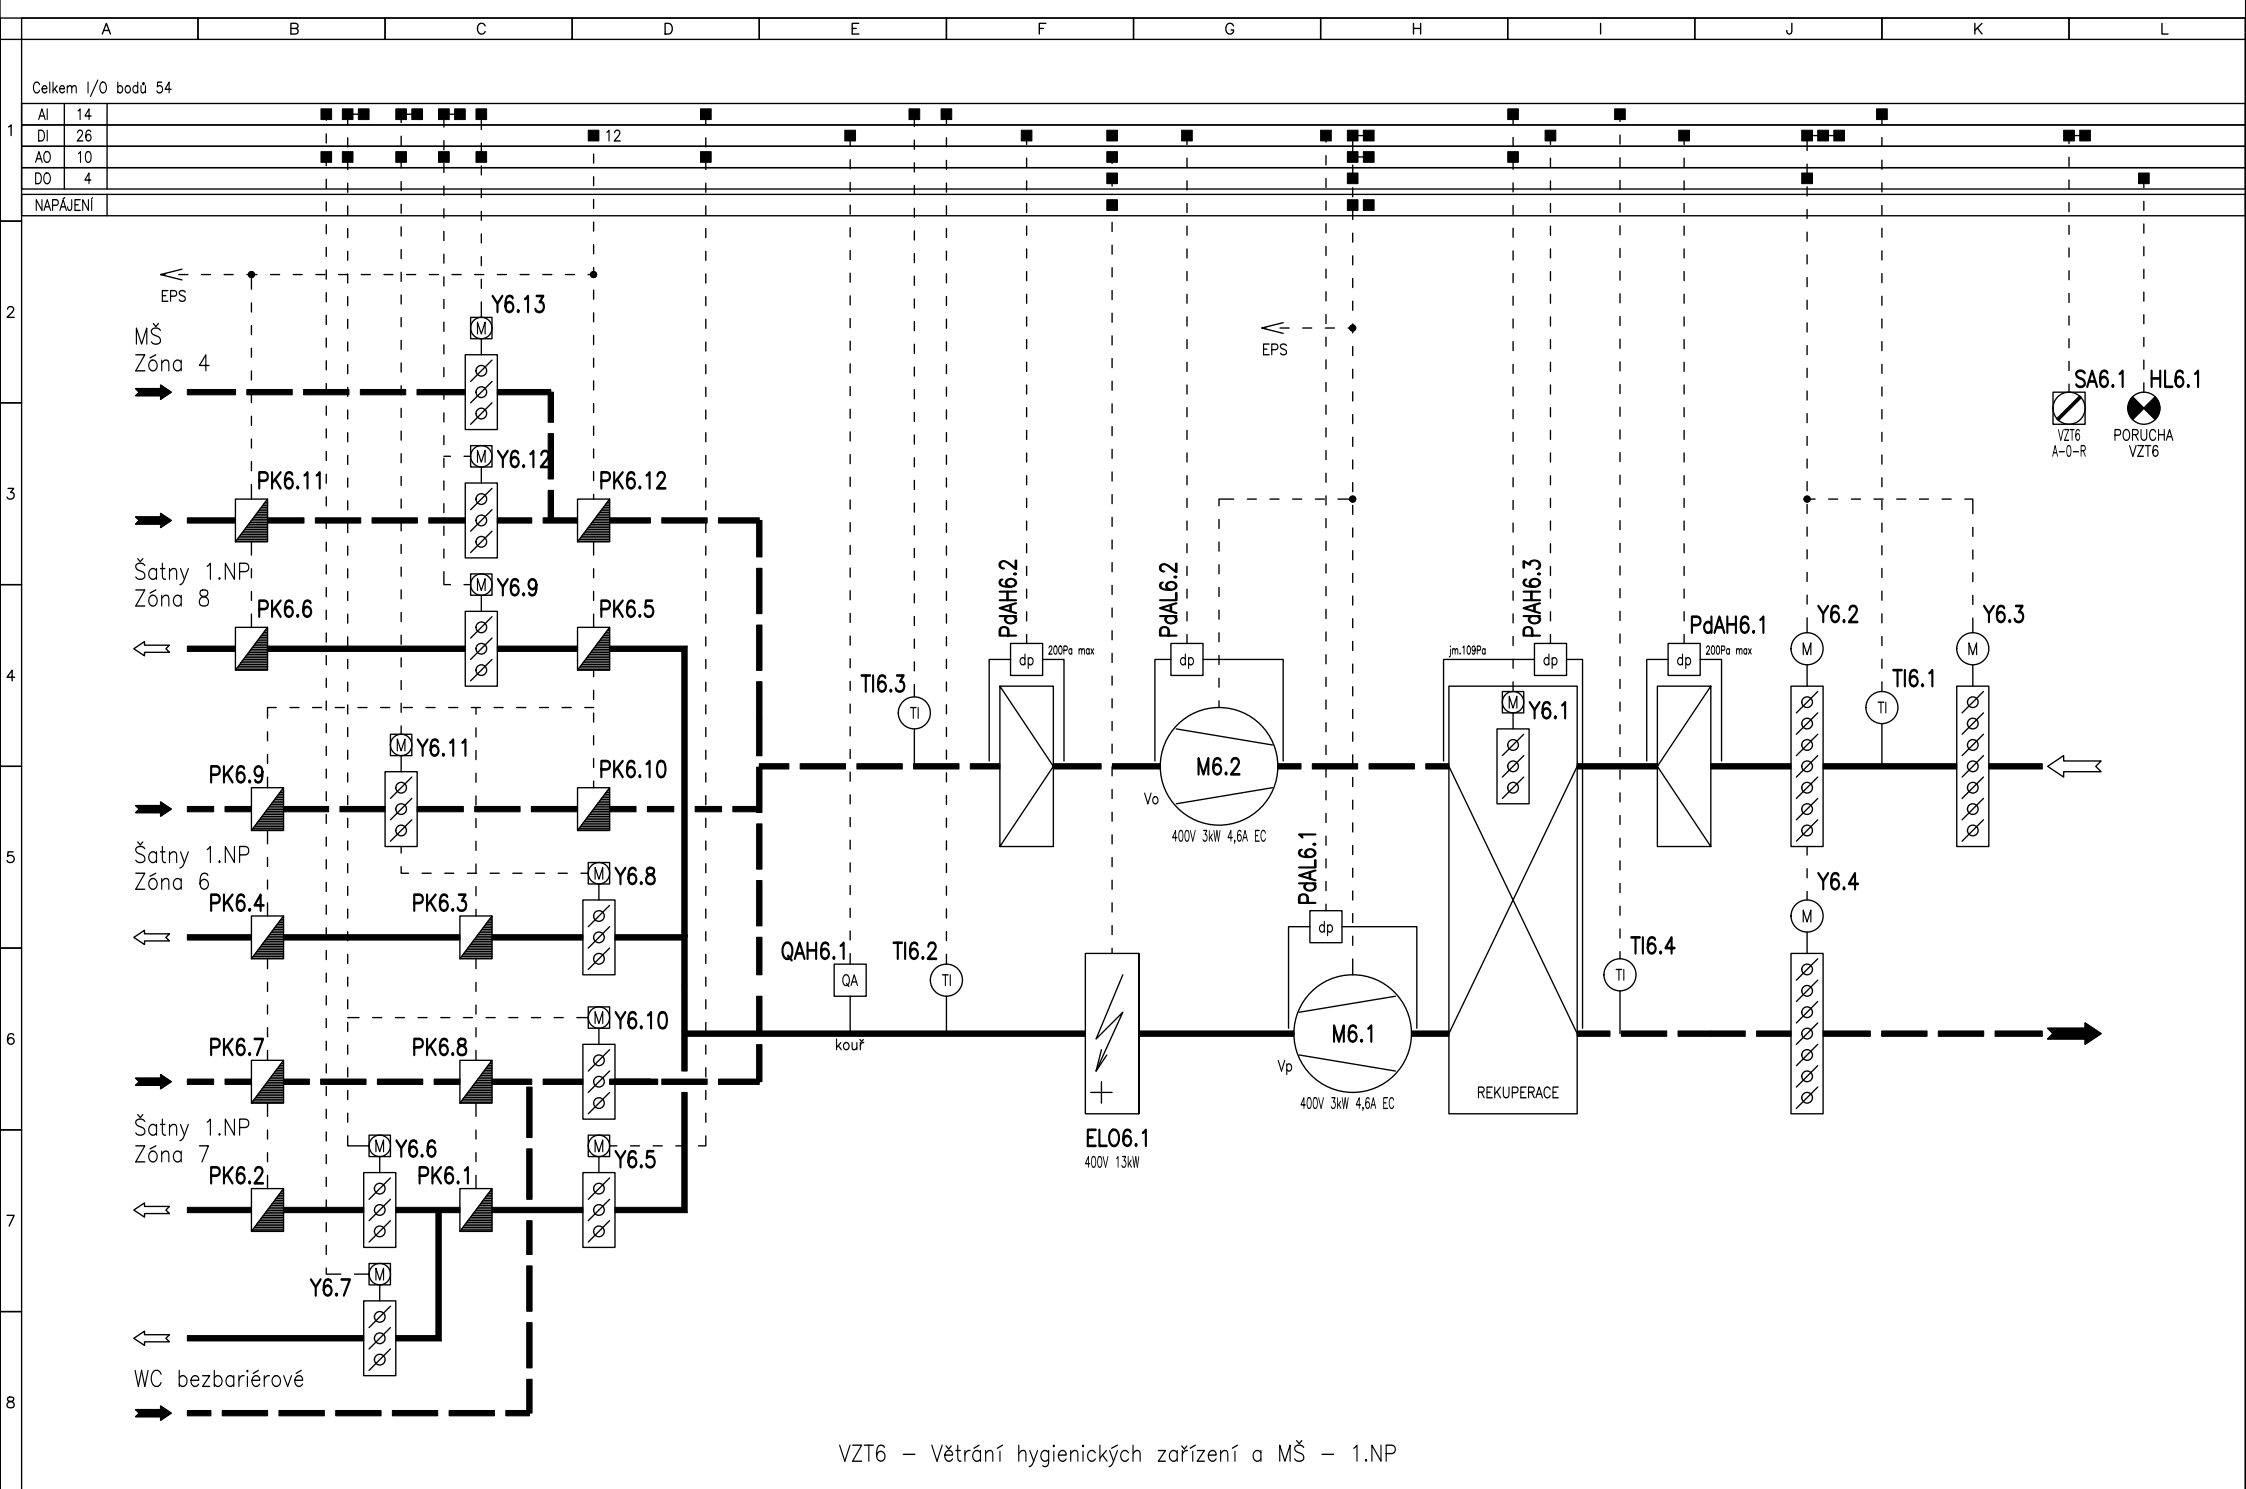 A B C D E F G H I J K L
Celkem I/O bodů 54
1
AI 14
DI 26 12
AO 10
DO 4
NAPÁJENÍ
2
EPS
Y6.13
M
MŠ
Zóna 4
EPS
SA6.1 HL6.1
VZT6 PORUCHA
A-0-R VZT6
3
M Y6.12
PK6.11 PK6.12
Šatny 1.NP
Zóna 8
M Y6.9
PK6.6 PK6.5
4
PdAH6.2
dp 200Pa max
PdAL6.2
dp
PdAH6.3
jm.109Pa dp
PdAH6.1
dp 200Pa max
Y6.2
M
Y6.3
M
TI6.3
TI
TI6.1
TI
M Y6.1
M Y6.11
PK6.9 PK6.10
M6.2
Vo
400V 3kW 4,6A EC
5
Šatny 1.NP
Zóna 6
M Y6.8
PK6.4 PK6.3
PdAL6.1
dp
Y6.4
M
QAH6.1
QA
TI6.2
TI
TI6.4
TI
6
M Y6.10
kouř
PK6.7 PK6.8
M6.1
Vp
400V 3kW 4,6A EC
REKUPERACE
ELO6.1
400V 13kW
Šatny 1.NP
Zóna 7
M Y6.6
M Y6.5
PK6.2 PK6.1
7
M
Y6.7
WC bezbariérové
8
VZT6 – Větrání hygienických zařízení a MŠ – 1.NP